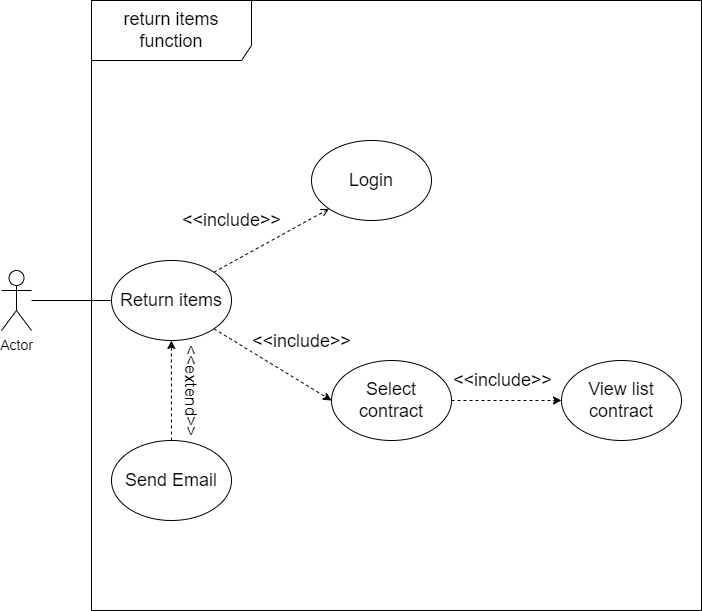 return items
function
Login
<<include>>
Return items
Actor
<<include>>
<<extend>>
Select
contract
<<include>>
View list
contract
Send Email